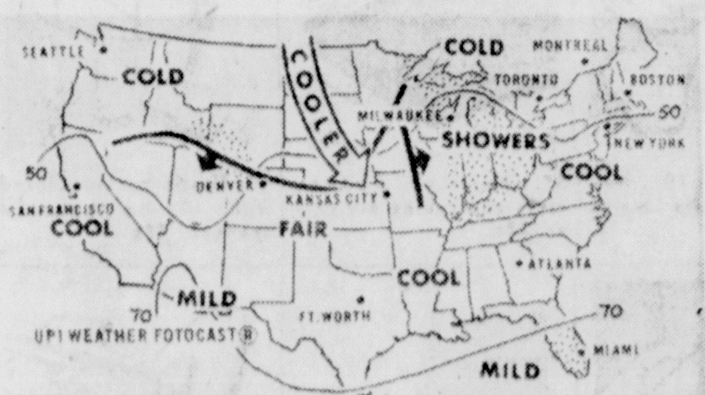 SEATTLE
COLD
COOLER
COLD
MONTREAL
TORONTO
BOSTON
MILWAUKEE
50
SHOWERS
NEW YORK
50
DENVER
KANSAS CITY
COOL
SAN FRANCISCO
COOL
FAIR
COOL
ATLANTA
MILD
70
FT. WORTH
70
UPI WEATHER FOTOCAST ®
MIAMI
MILD